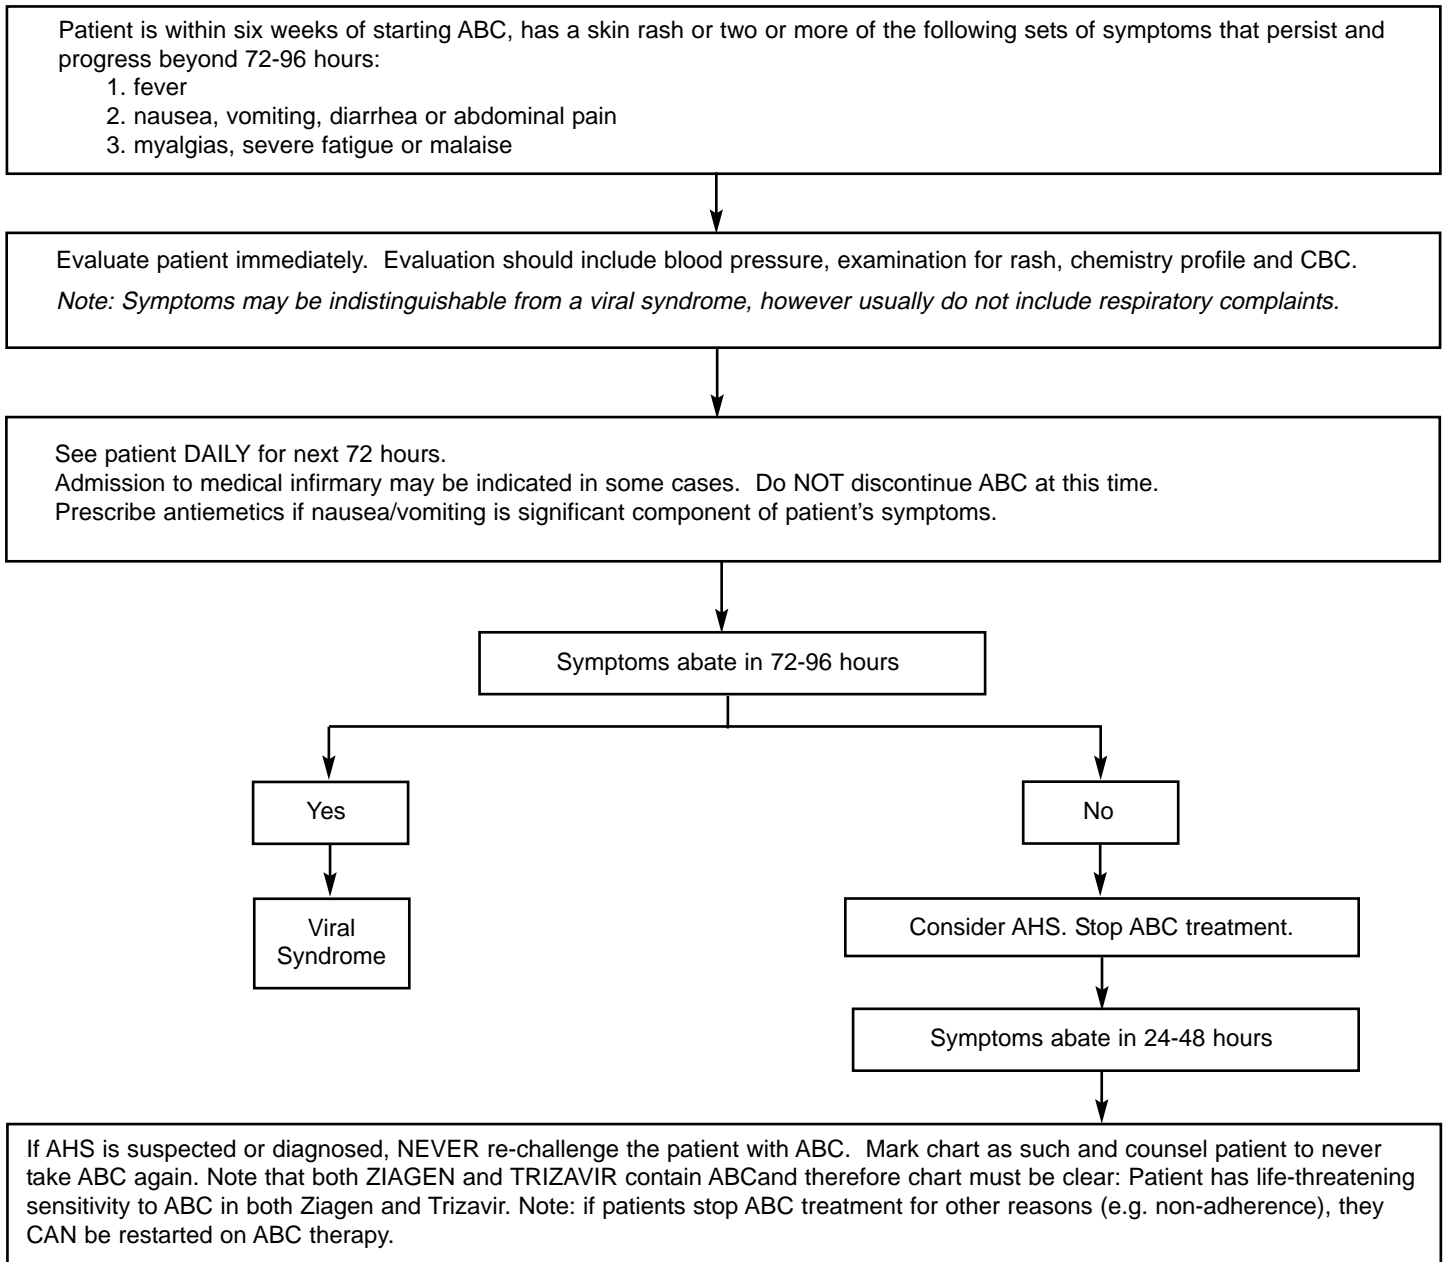 Patient is within six weeks of starting ABC, has a skin rash or two or more of the following sets of symptoms that persist and
progress beyond 72-96 hours:
1. fever
2. nausea, vomiting, diarrhea or abdominal pain
3. myalgias, severe fatigue or malaise
Evaluate patient immediately. Evaluation should include blood pressure, examination for rash, chemistry profile and CBC.
Note: Symptoms may be indistinguishable from a viral syndrome, however usually do not include respiratory complaints.
See patient DAILY for next 72 hours.
Admission to medical infirmary may be indicated in some cases. Do NOT discontinue ABC at this time.
Prescribe antiemetics if nausea/vomiting is significant component of patient's symptoms.
Symptoms abate in 72-96 hours
Yes
No
Viral
Syndrome
Consider AHS. Stop ABC treatment.
Symptoms abate in 24-48 hours
If AHS is suspected or diagnosed, NEVER re-challenge the patient with ABC. Mark chart as such and counsel patient to never
take ABC again. Note that both ZIAGEN and TRIZAVIR contain ABCand therefore chart must be clear: Patient has life-threatening
sensitivity to ABC in both Ziagen and Trizavir. Note: if patients stop ABC treatment for other reasons (e.g. non-adherence), they
CAN be restarted on ABC therapy.